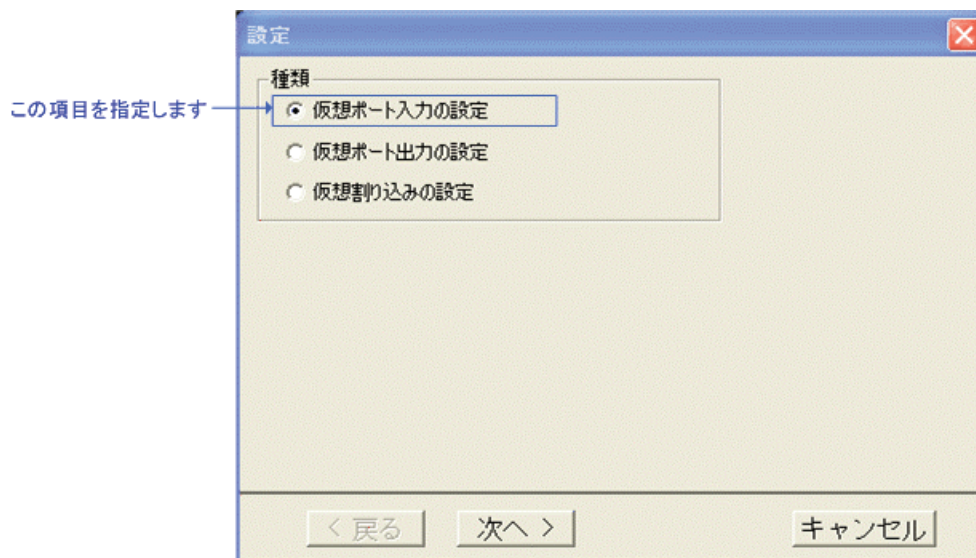 設定
種類
この項目を指定します
仮想ポート入力の設定
仮想ポート出力の設定
仮想割り込みの設定
< 戻る
次へ >
キャンセル